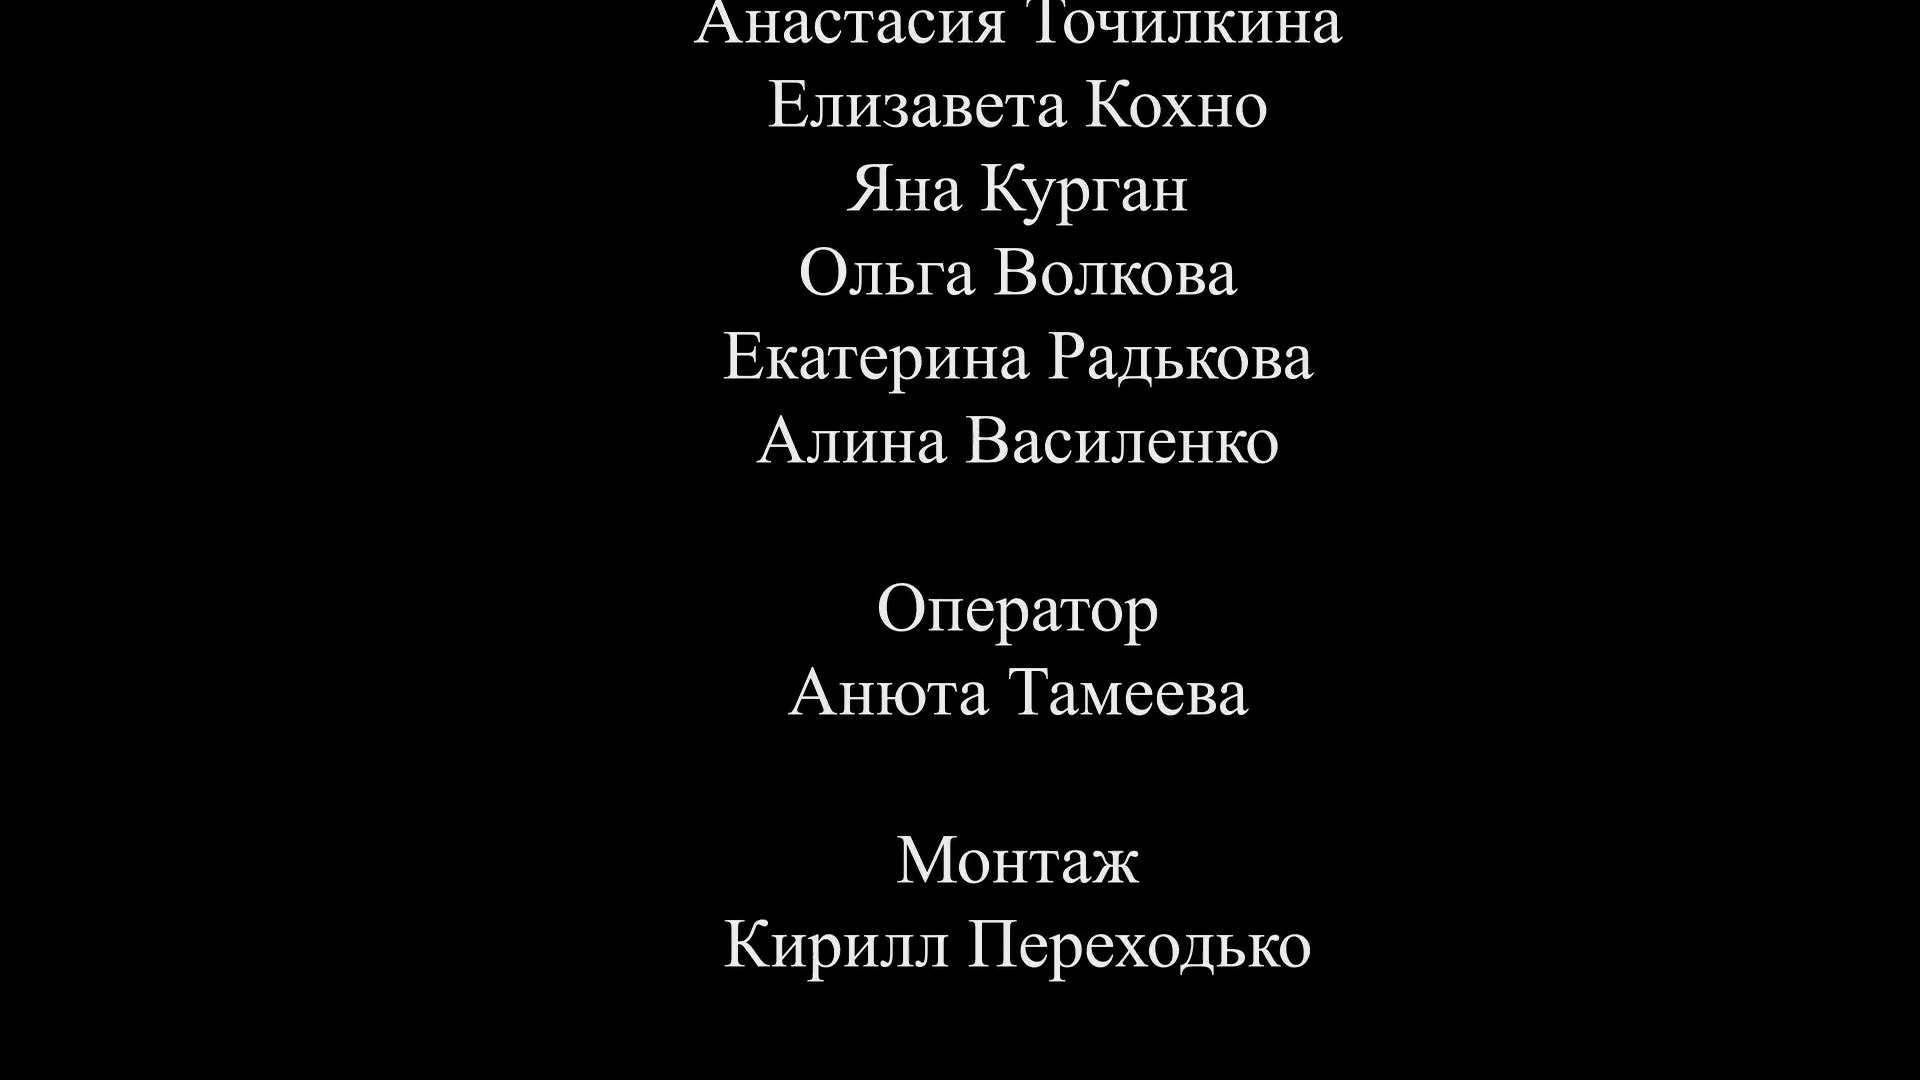 Анастасия Точилкина
Елизавета Кохно
Яна Курган
Ольга Волкова
Екатерина Радькова
Алина Василенко
Оператор
Анюта Тамеева
Монтаж
Кирилл Переходько